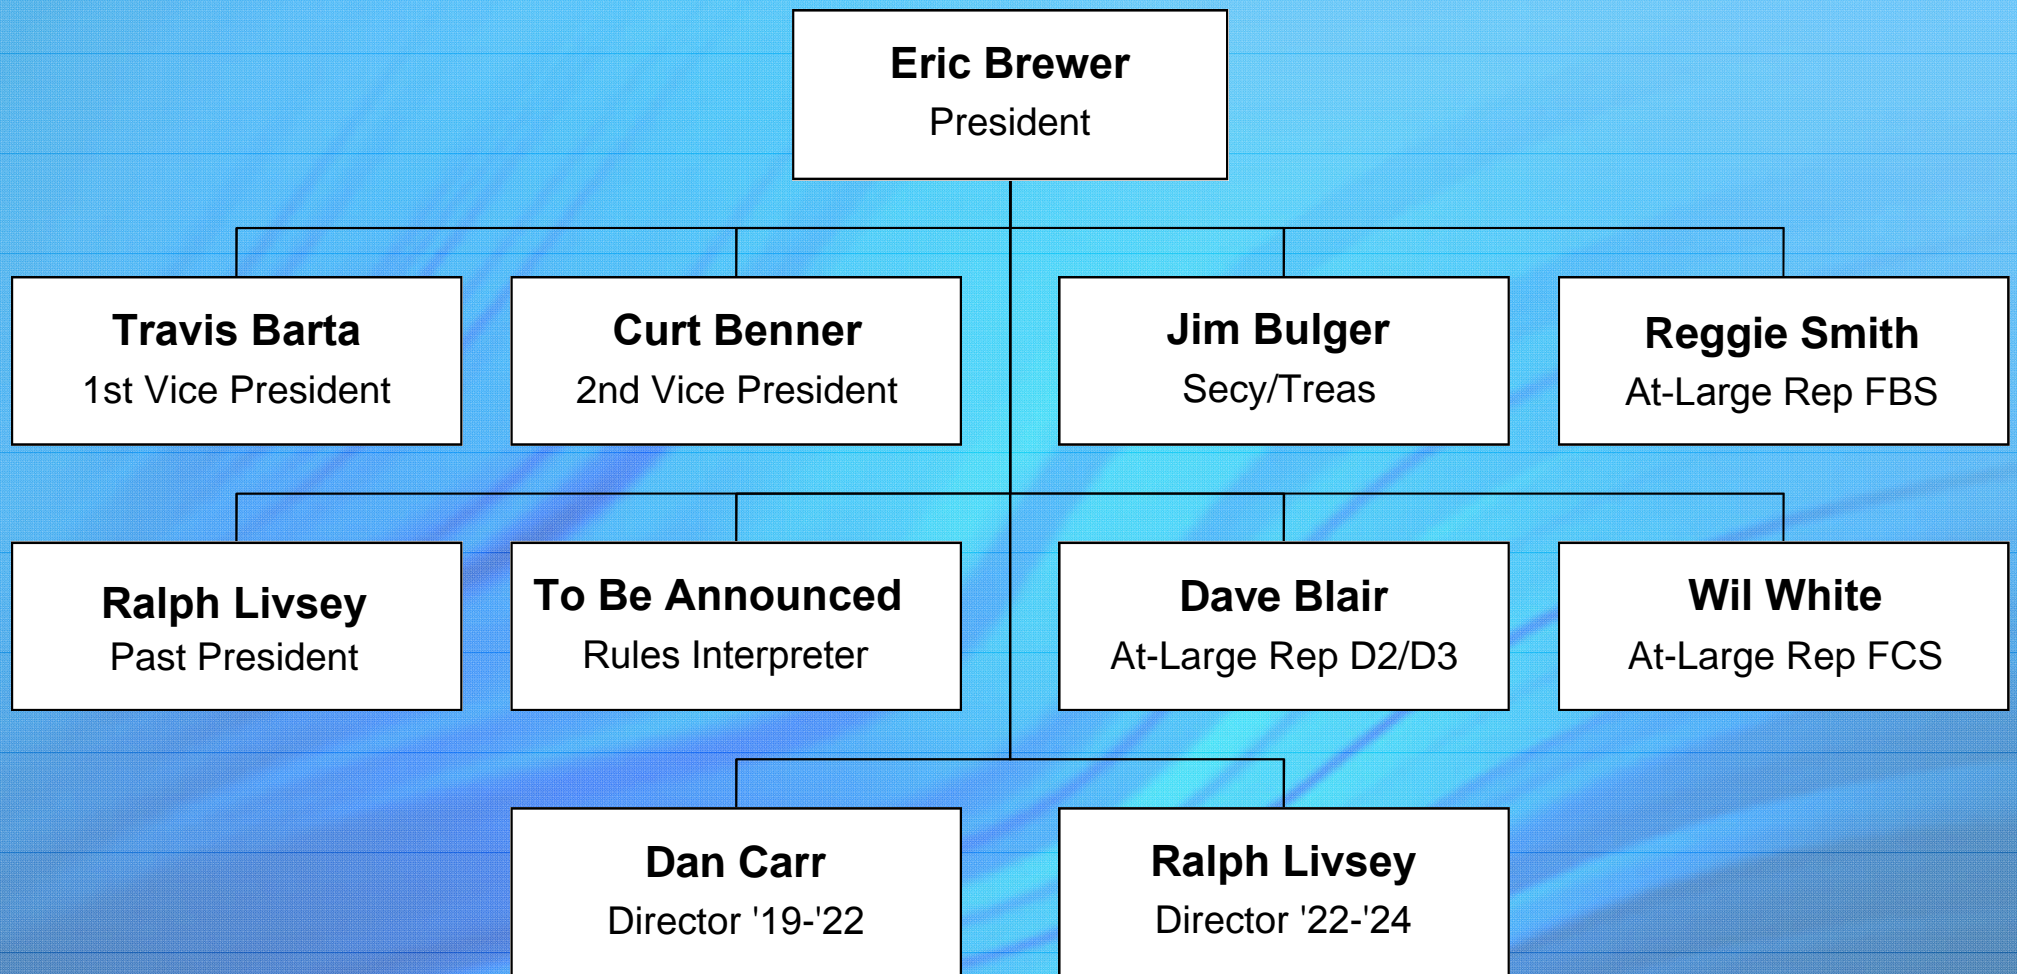 Eric Brewer
President
Travis Barta
1st Vice President
Curt Benner
2nd Vice President
Jim Bulger
Secy/Treas
Reggie Smith
At-Large Rep FBS
Ralph Livsey
Past President
To Be Announced
Rules Interpreter
Dave Blair
At-Large Rep D2/D3
Wil White
At-Large Rep FCS
Dan Carr
Director '19-'22
Ralph Livsey
Director '22-'24